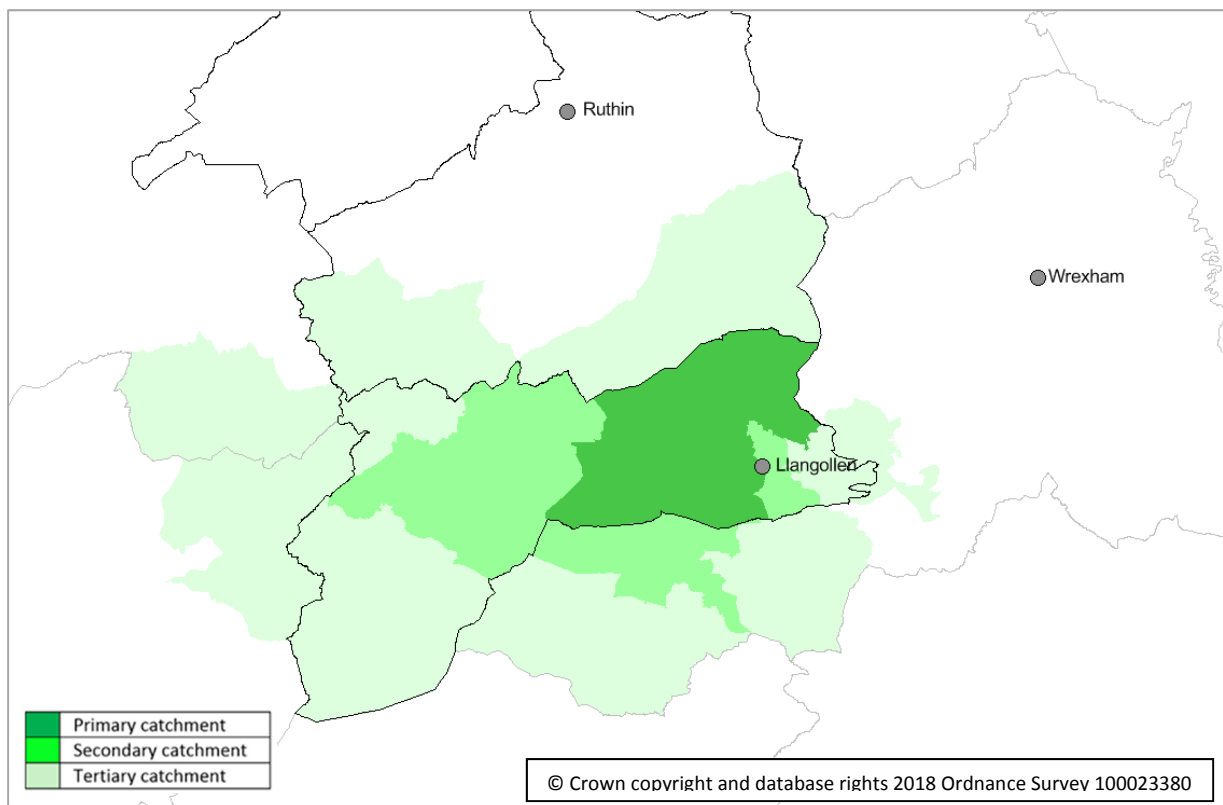 Ruthin
Wrexham
Llangollen
Primary catchment
Secondary catchment
Tertiary catchment
© Crown copyright and database rights 2018 Ordnance Survey 100023380